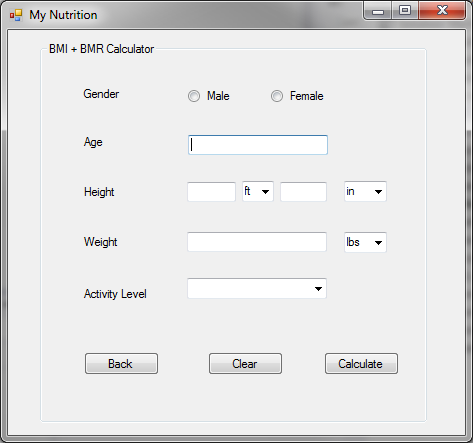 My Nutrition
BMI + BMR Calculator
Gender Male Female
Age
Height ft in
Weight lbs
Activity Level
Back Clear Calculate